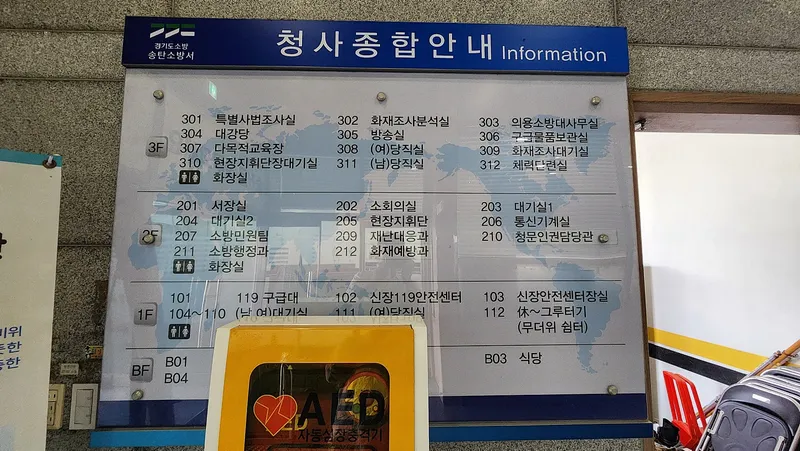 경기도소방
송탄소방서
청사종합안내 Information
3F
301 특별사법조사실 302 화재조사분석실 303 의용소방대사무실
304 대강당 305 방송실 306 구급물품보관실
307 다목적교육장 308 (여)당직실 309 화재조사대기실
310 현장지휘단장대기실 311 (남)당직실 312 체력단련실
화장실
2F
201 서장실 202 소회의실 203 대기실1
204 대기실2 205 현장지휘단 206 통신기계실
207 소방민원팀 209 재난대응과 210 청문인권담당관
211 소방행정과 212 화재예방과
화장실
1F
101 119 구급대 102 신장119안전센터 103 신장안전센터장실
104~110 (남,여)대기실 111 (여)당직실 112 休~그루터기
(무더위 쉼터)
BF
B01 B03 식당
B04
AED
자동심장충격기